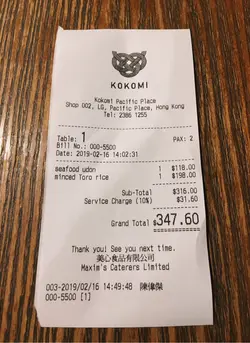 KOKOMI
Kokomi Pacific Place
Shop 002, LG, Pacific Place, Hong Kong
Tel: 2386 1255
Table: 1 PAX: 2
Bill No.: 000-5500
Date: 2019-02-16 14:02:31
seafood udon 1 $118.00
minced Toro rice 1 $198.00
Sub-Total $316.00
Service Charge (10%) $31.60
Grand Total $347.60
Thank you! See you next time.
美心食品有限公司
Maxim's Caterers Limited
003-2019/02/16 14:49:48 陳偉傑
000-5500 [1]